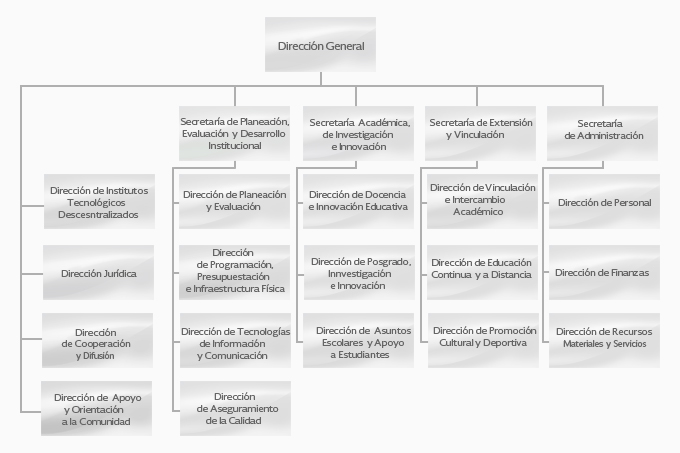 Dirección General
Secretaría de Planeación,
Evaluación y Desarrollo
Institucional
Secretaría Académica,
de Investigación
e Innovación
Secretaría de Extensión
y Vinculación
Secretaría
de Administración
Dirección de Institutos
Tecnológicos
Descesntralizados
Dirección de Planeación
y Evaluación
Dirección de Docencia
e Innovación Educativa
Dirección de Vinculación
e Intercambio
Académico
Dirección de Personal
Dirección Jurídica
Dirección
de Programación,
Presupuestación
e Infraestructura Física
Dirección de Posgrado,
Innvestigación
e Innovación
Dirección de Educación
Continua y a Distancia
Dirección de Finanzas
Dirección
de Cooperación
y Difusión
Dirección de Tecnologías
de Información
y Comunicación
Dirección de Asuntos
Escolares y Apoyo
a Estudiantes
Dirección de Promoción
Cultural y Deportiva
Dirección de Recursos
Materiales y Servicios
Dirección de Apoyo
y Orientación
a la Comunidad
Dirección
de Aseguramiento
de la Calidad